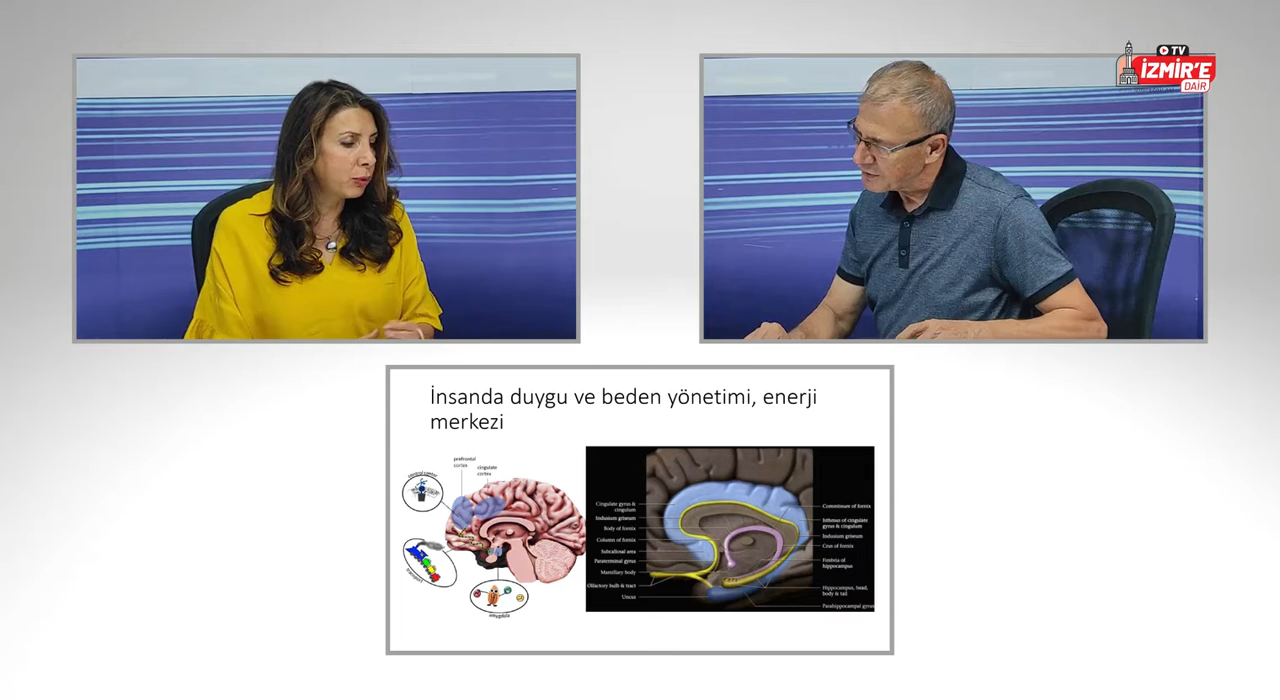 TV
İZMİR'E
DAİR
İnsanda duygu ve beden yönetimi, enerji
merkezi
prefrontal
cortex
cingulate
cortex
control center
transport
amygdala
Cingulate gyrus &
cingulum
Indusium griseum
Body of fornix
Column of fornix
Subcallosal area
Paraterminal gyrus
Mamillary body
Olfactory bulb & tract
Uncus
Commissure of fornix
Isthmus of cingulate
gyrus & cingulum
Indusium griseum
Crus of fornix
Fimbria of
hippocampus
Hippocampus, head,
body & tail
Parahippocampal gyrus